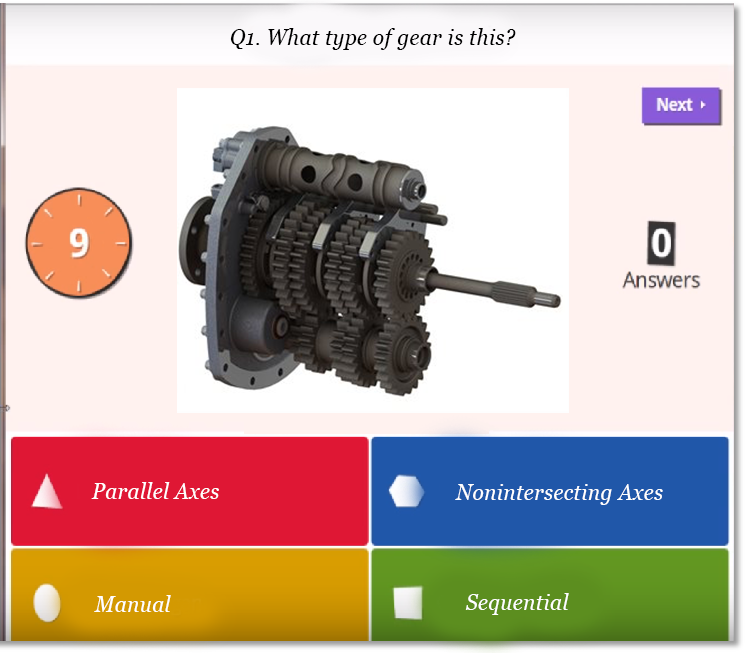 Q1. What type of gear is this?
Next
9
0
Answers
Parallel Axes
Nonintersecting Axes
Manual
Sequential